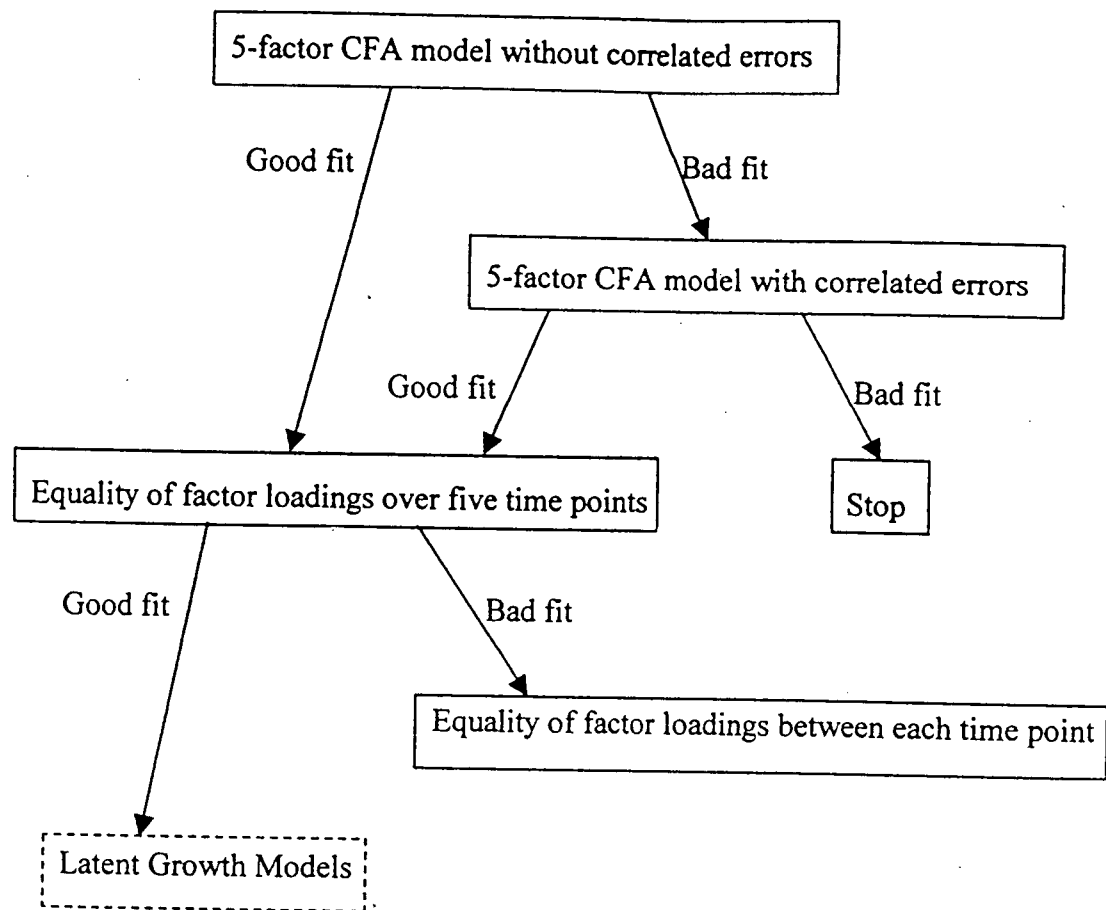 5-factor CFA model without correlated errors
Good fit
Bad fit
5-factor CFA model with correlated errors
Good fit
Bad fit
Equality of factor loadings over five time points
Stop
Good fit
Bad fit
Equality of factor loadings between each time point
Latent Growth Models